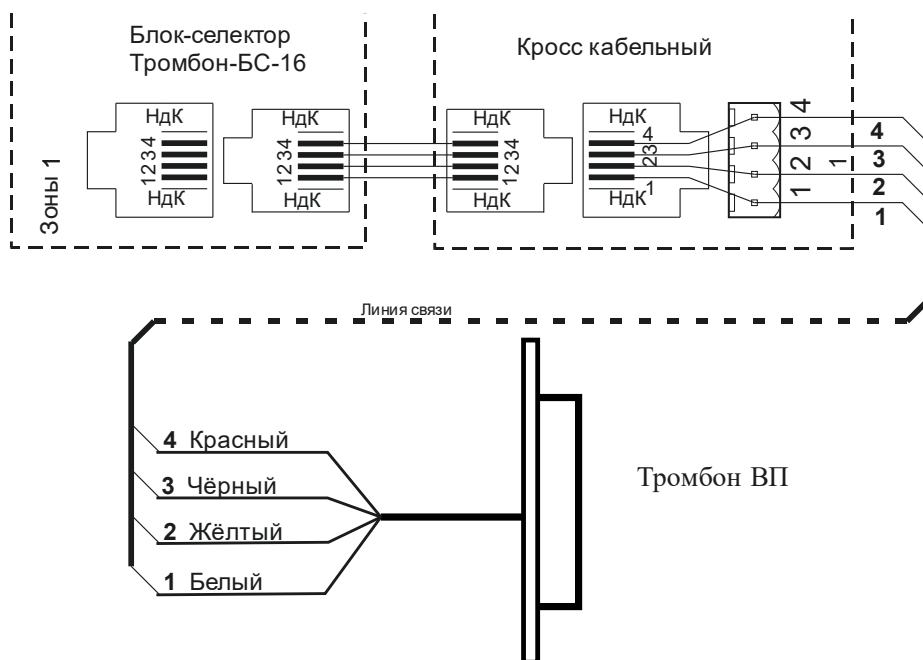 Блок-селектор
Тромбон-БС-16
Кросс кабельный
Зоны 1
НдК
1234
НдК
НдК
1234
НдК
НдК
1234
НдК
НдК
4
23
1
НдК
4
3
2
1
1
4
3
2
1
Линия связи
4 Красный
3 Чёрный
2 Жёлтый
1 Белый
Тромбон ВП